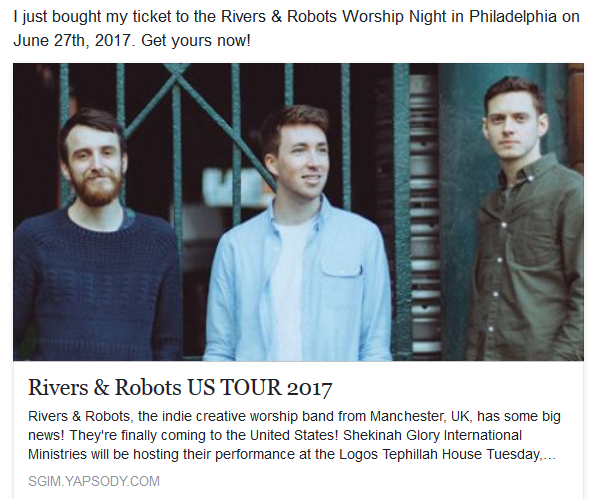 I just bought my ticket to the Rivers & Robots Worship Night in Philadelphia on
June 27th, 2017. Get yours now!
Rivers & Robots US TOUR 2017
Rivers & Robots, the indie creative worship band from Manchester, UK, has some big
news! They're finally coming to the United States! Shekinah Glory International
Ministries will be hosting their performance at the Logos Tephillah House Tuesday,...
SGIM.YAPSODY.COM